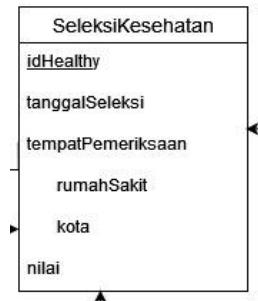 SeleksiKesehatan
idHealthy
tanggalSeleksi
tempatPemeriksaan
rumahSakit
kota
nilai